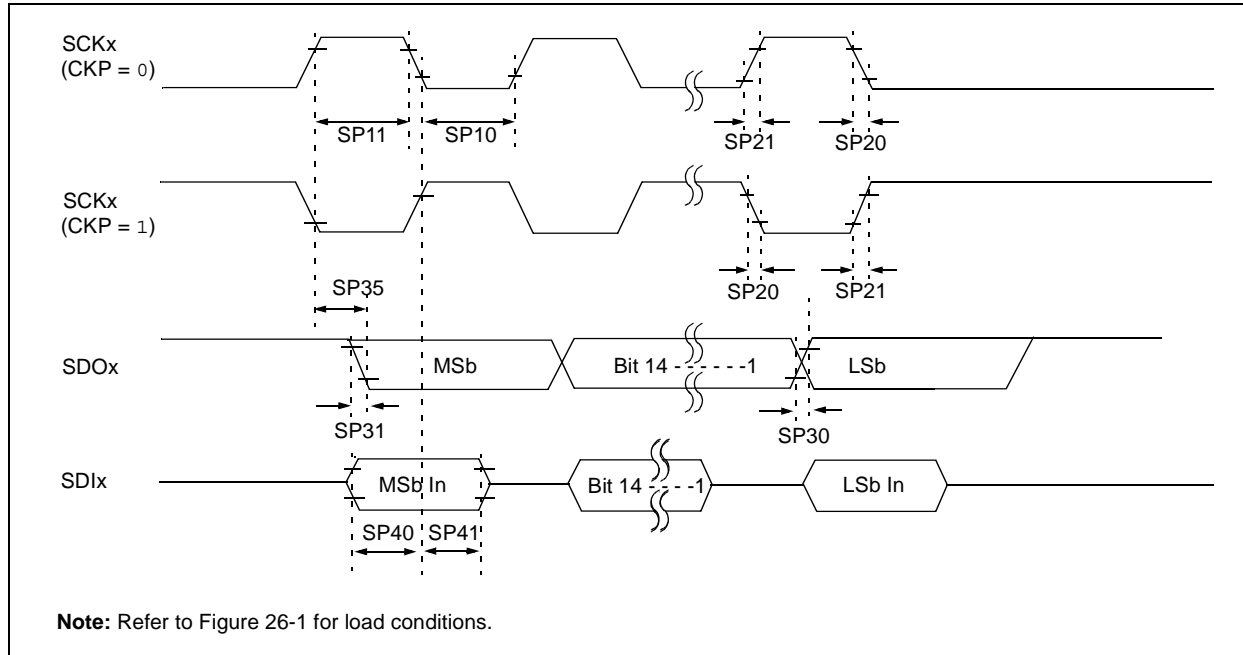 SCKx
(CKP = 0)
SP11
SP10
SP21
SP20
SCKx
(CKP = 1)
SP35
SP20
SP21
SDOx
MSb
Bit 14 - - - - - -1
LSb
SP31
SP30
SDIx
MSb In
Bit 14 - - - -1
LSb In
SP40
SP41
Note: Refer to Figure 26-1 for load conditions.